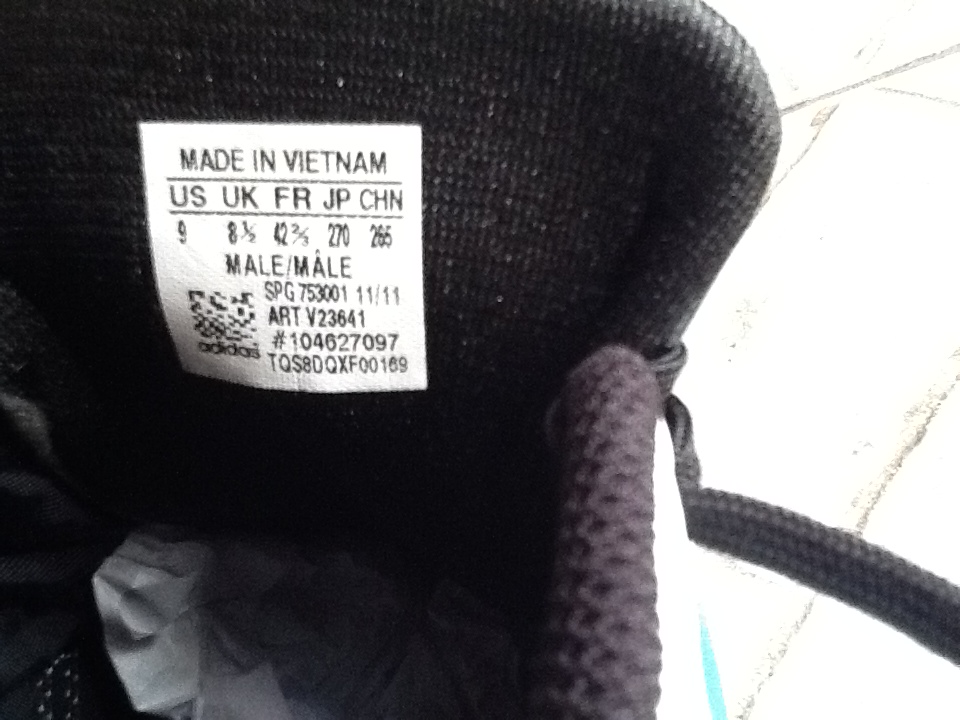 MADE IN VIETNAM
US UK FR JP CHN
9 8½ 42⅔ 270 265
MALE/MÂLE
SPG 753001 11/11
ART V23641
#104627097
adidas TQS8DQXF00169